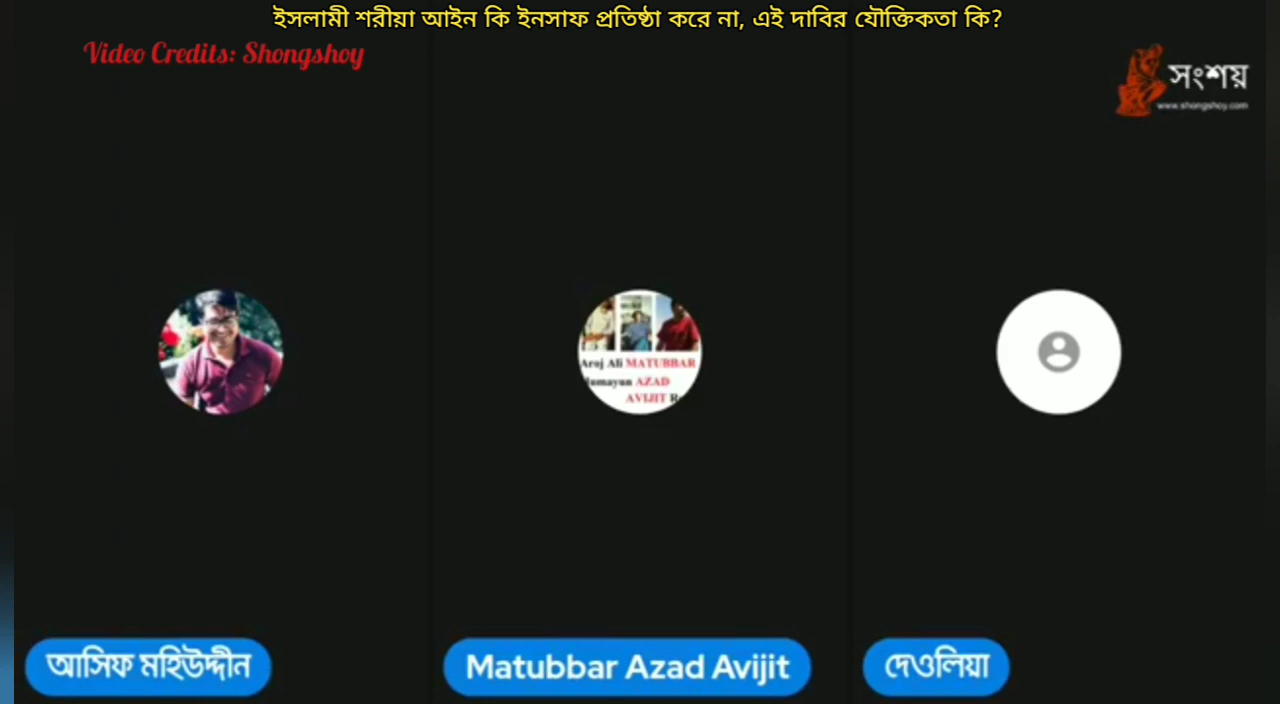 ইসলামী শরীয়া আইন কি ইনসাফ প্রতিষ্ঠা করে না, এই দাবির যৌক্তিকতা কি?
Video Credits: Shongshoy
সংশয়
www.shongshoy.com
Aroj Ali MATUBBAR
Humayun AZAD
AVIJIT R
আসিফ মহিউদ্দীন
Matubbar Azad Avijit
দেওলিয়া